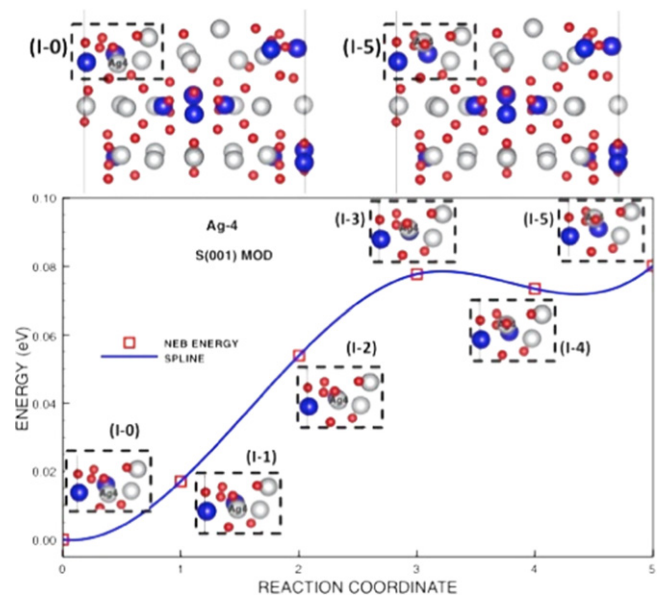 (I-0)
(I-5)
Ag4
Ag-4
S(001) MOD
NEB ENERGY
SPLINE
(I-0)
(I-1)
(I-2)
(I-3)
(I-4)
(I-5)
Ag4
Ag4
Ag4
ENERGY (eV)
0.10
0.08
0.06
0.04
0.02
0.00
0
1
2
3
4
5
REACTION COORDINATE